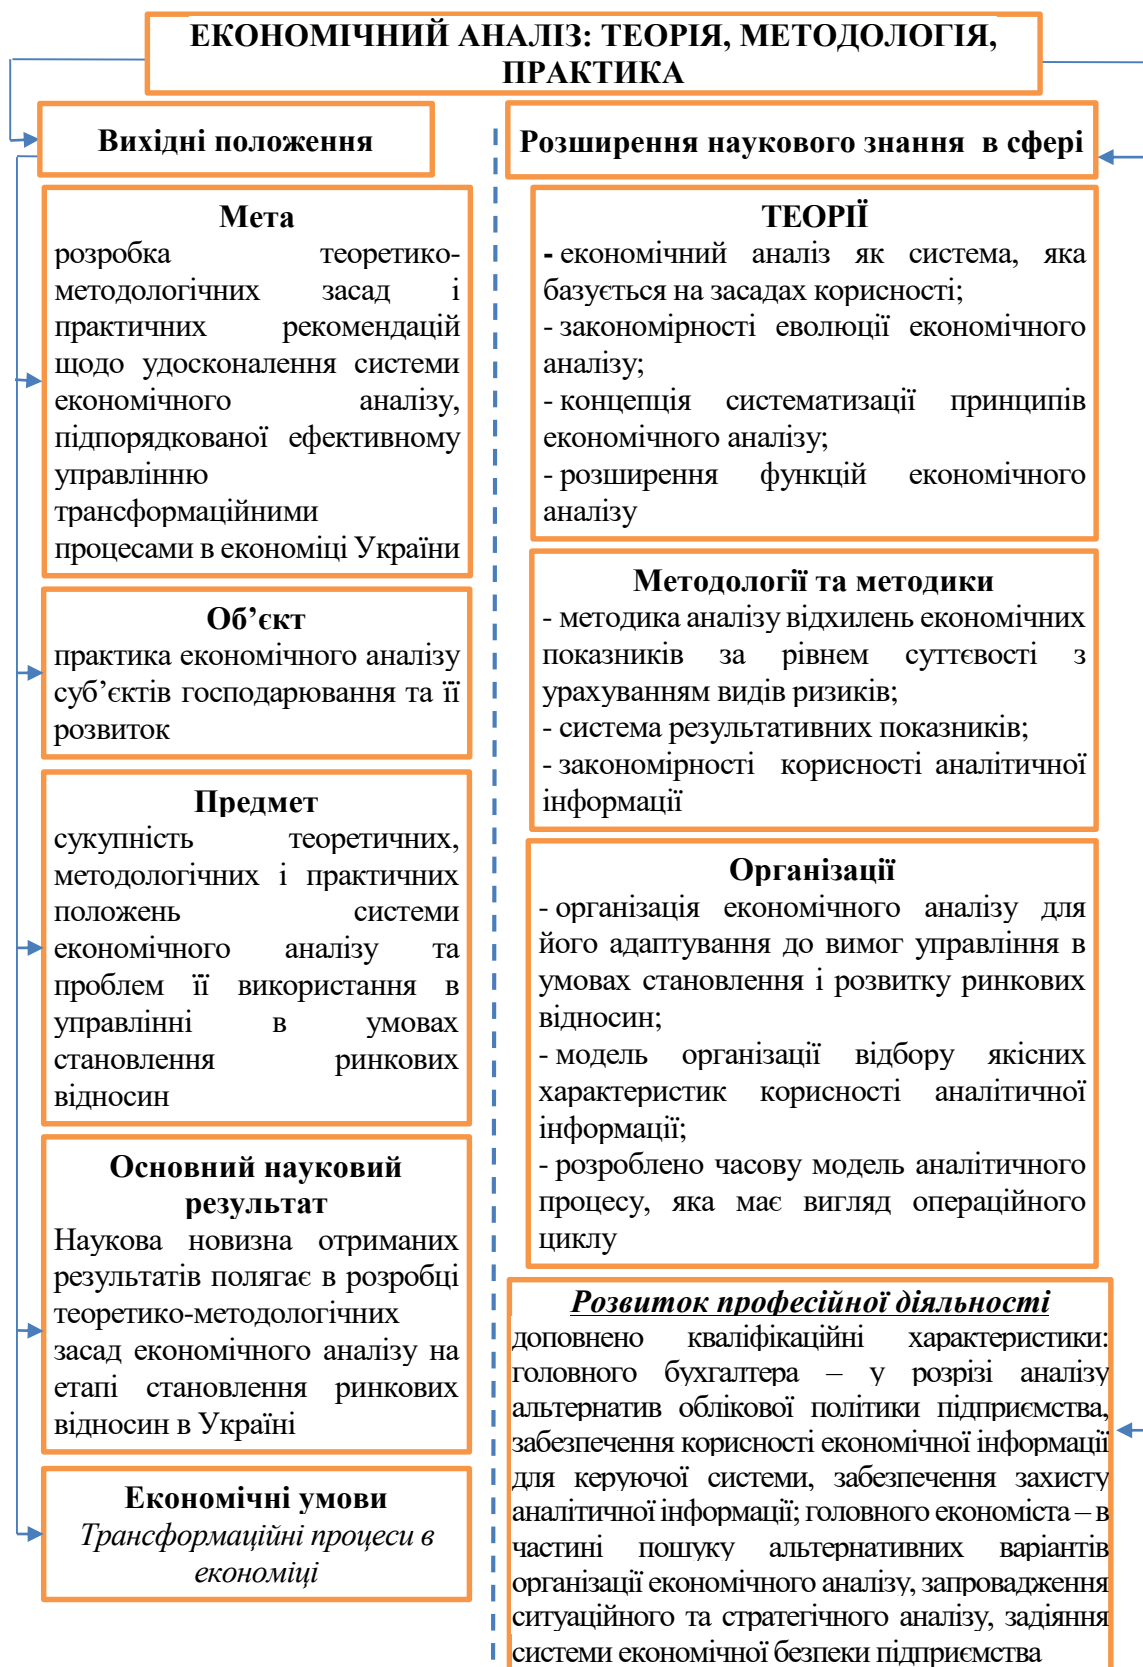 ЕКОНОМІЧНИЙ АНАЛІЗ: ТЕОРІЯ, МЕТОДОЛОГІЯ,
ПРАКТИКА
Вихідні положення
Мета
розробка теоретико-
методологічних засад і
практичних рекомендацій
щодо удосконалення системи
економічного аналізу,
підпорядкованої ефективному
управлінню
трансформаційними
процесами в економіці України
Об’єкт
практика економічного аналізу
суб’єктів господарювання та її
розвиток
Предмет
сукупність теоретичних,
методологічних і практичних
положень системи
економічного аналізу та
проблем її використання в
управлінні в умовах
становлення ринкових
відносин
Основний науковий
результат
Наукова новизна отриманих
результатів полягає в розробці
теоретико-методологічних
засад економічного аналізу на
етапі становлення ринкових
відносин в Україні
Економічні умови
Трансформаційні процеси в
економіці
Розширення наукового знання в сфері
ТЕОРІЇ
- економічний аналіз як система, яка
базується на засадах корисності;
- закономірності еволюції економічного
аналізу;
- концепція систематизації принципів
економічного аналізу;
- розширення функцій економічного
аналізу
Методології та методики
- методика аналізу відхилень економічних
показників за рівнем суттєвості з
урахуванням видів ризиків;
- система результативних показників;
- закономірності корисності аналітичної
інформації
Організації
- організація економічного аналізу для
його адаптування до вимог управління в
умовах становлення і розвитку ринкових
відносин;
- модель організації відбору якісних
характеристик корисності аналітичної
інформації;
- розроблено часову модель аналітичного
процесу, яка має вигляд операційного
циклу
Розвиток професійної діяльності
доповнено кваліфікаційні характеристики:
головного бухгалтера – у розрізі аналізу
альтернатив облікової політики підприємства,
забезпечення корисності економічної інформації
для керуючої системи, забезпечення захисту
аналітичної інформації; головного економіста – в
частині пошуку альтернативних варіантів
організації економічного аналізу, запровадження
ситуаційного та стратегічного аналізу, задіяння
системи економічної безпеки підприємства